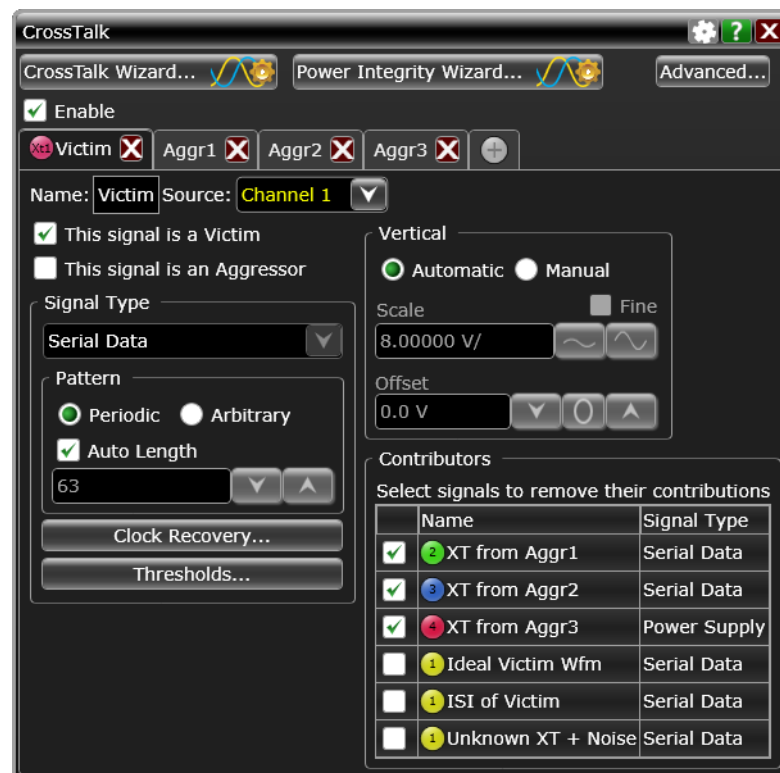 CrossTalk
?
X
CrossTalk Wizard... Power Integrity Wizard... Advanced...
Enable
Xt1 Victim X Aggr1 X Aggr2 X Aggr3 X +
Name: Victim Source: Channel 1
This signal is a Victim
This signal is an Aggressor
Signal Type
Serial Data
Pattern
Periodic Arbitrary
Auto Length
63
Clock Recovery...
Thresholds...
Vertical
Automatic Manual
Scale Fine
8.00000 V/
Offset
0.0 V 0
Contributors
Select signals to remove their contributions
Name Signal Type
2 XT from Aggr1 Serial Data
3 XT from Aggr2 Serial Data
4 XT from Aggr3 Power Supply
1 Ideal Victim Wfm Serial Data
1 ISI of Victim Serial Data
1 Unknown XT + Noise Serial Data